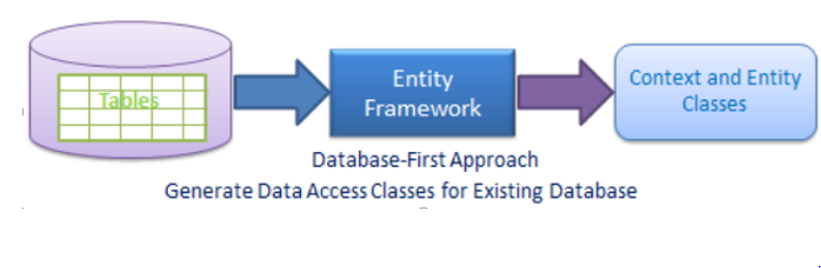 Tables
Entity
Framework
Context and Entity
Classes
Database-First Approach
Generate Data Access Classes for Existing Database